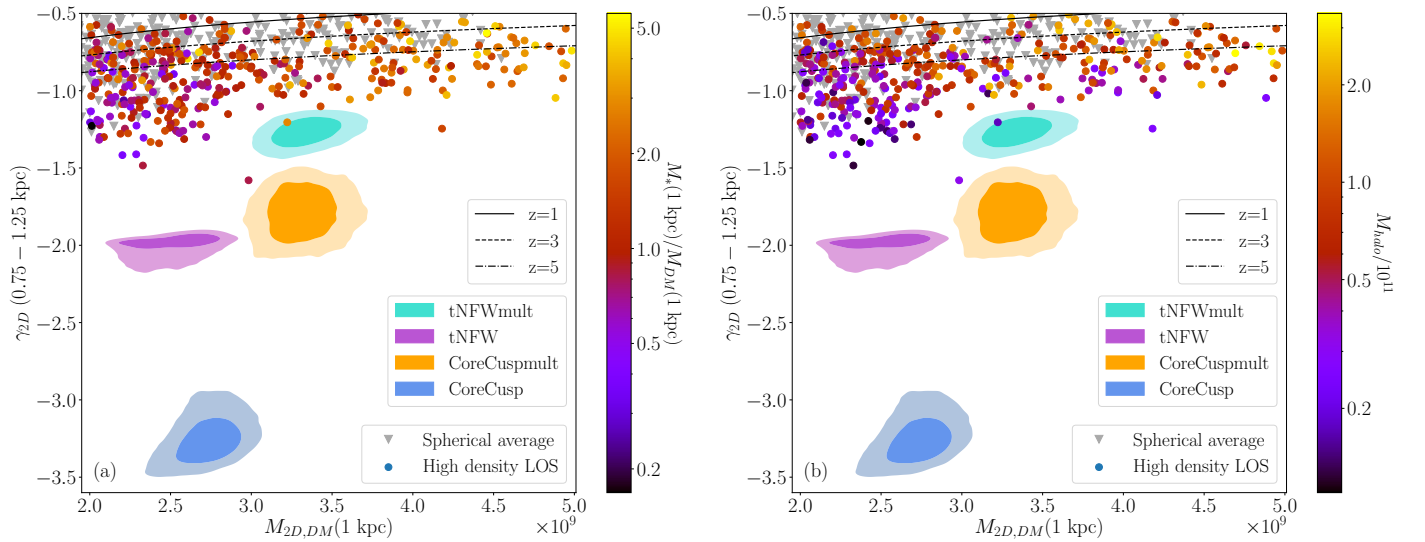 −0.5
−1.0
−1.5
−2.0
−2.5
−3.0
−3.5
γ2D (0.75 − 1.25 kpc)
2.0 2.5 3.0 3.5 4.0 4.5 5.0
M2D,DM(1 kpc)
×10^9
z=1
z=3
z=5
tNFWmult
tNFW
CoreCuspmult
CoreCusp
Spherical average
High density LOS
(a)
5.0
2.0
1.0
0.5
0.2
M*(1 kpc)/MDM(1 kpc)
−0.5
−1.0
−1.5
−2.0
−2.5
−3.0
−3.5
γ2D (0.75 − 1.25 kpc)
2.0 2.5 3.0 3.5 4.0 4.5 5.0
M2D,DM(1 kpc)
×10^9
z=1
z=3
z=5
tNFWmult
tNFW
CoreCuspmult
CoreCusp
Spherical average
High density LOS
(b)
2.0
1.0
0.5
0.2
Mhalo/10^11